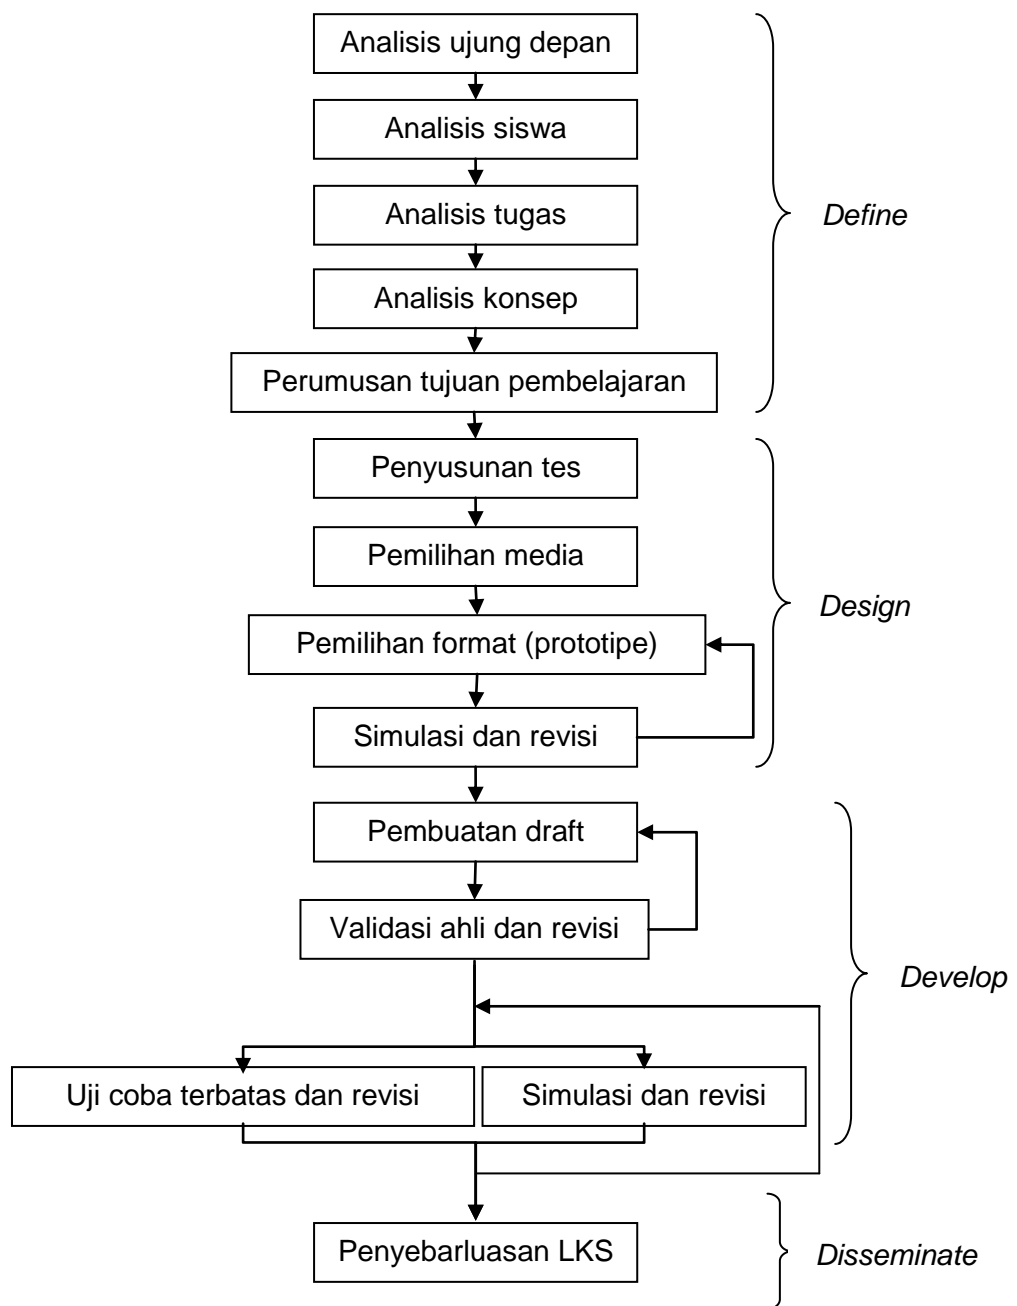 Analisis ujung depan
Analisis siswa
Analisis tugas
Define
Analisis konsep
Perumusan tujuan pembelajaran
Penyusunan tes
Pemilihan media
Design
Pemilihan format (prototipe)
Simulasi dan revisi
Pembuatan draft
Validasi ahli dan revisi
Develop
Uji coba terbatas dan revisi
Simulasi dan revisi
Penyebarluasan LKS
Disseminate